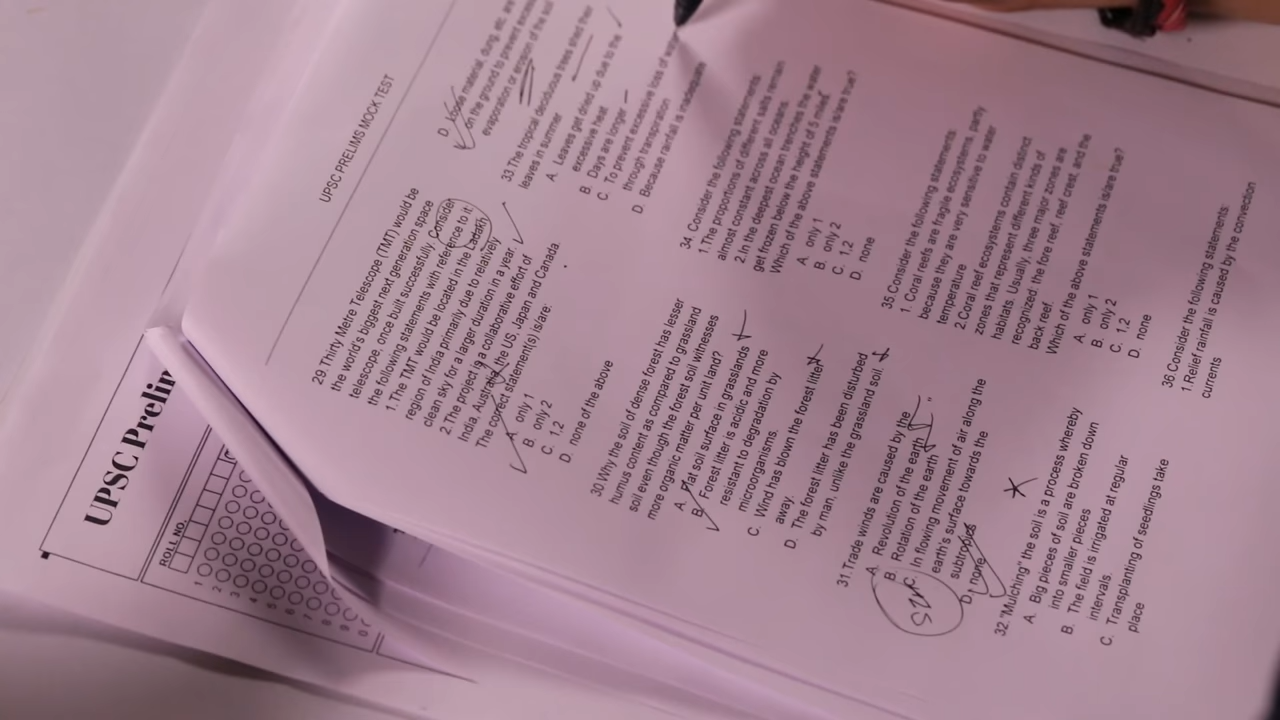 UPSC Prelim
ROLL NO.
UPSC PRELIMS MOCK TEST
29 Thirty Metre Telescope (TMT) would be
the world's biggest next generation space
telescope, once built successfully. Consider
the following statements with reference to it.
1. The TMT would be located in the Ladakh
region of India primarily due to relatively
clean sky for a larger duration in a year.
2. The project is a collaborative effort of
India, Australia, the US, Japan and Canada.
The correct statement(s) is/are:
A. only 1
B. only 2
C. 1,2
D. none of the above
30. Why the soil of dense forest has lesser
humus content as compared to grassland
soil even though the forest soil witnesses
more organic matter per unit land?
A. Flat soil surface in grasslands
B. Forest litter is acidic and more
resistant to degradation by
microorganisms.
C. Wind has blown the forest litter
away.
D. The forest litter has been disturbed
by man, unlike the grassland soil.
31. Trade winds are caused by the
A. Revolution of the earth
B. Rotation of the earth
C. In flowing movement of air along the
earth's surface towards the
subtropics
D. none
32. "Mulching" the soil is a process whereby
A. Big pieces of soil are broken down
into smaller pieces
B. The field is irrigated at regular
intervals.
C. Transplanting of seedlings take
place
D. Loose material, dung, etc. are
on the ground to prevent excess
evaporation or erosion of the soil
33. The tropical deciduous trees shed their
leaves in summer
A. Leaves get dried up due to the
excessive heat.
B. Days are longer
C. To prevent excessive loss of water
through transpiration
D. Because rainfall is inadequate
34. Consider the following statements
1. The proportions of different salts remain
almost constant across all oceans.
2. In the deepest ocean trenches the water
get frozen below the height of 5 miles
Which of the above statements is/are true?
A. only 1
B. only 2
C. 1,2
D. none
35 Consider the following statements
1. Coral reefs are fragile ecosystems, partly
because they are very sensitive to water
temperature
2. Coral reef ecosystems contain distinct
zones that represent different kinds of
habitats. Usually, three major zones are
recognized: the fore reef, reef crest, and the
back reef.
Which of the above statements is/are true?
A. only 1
B. only 2
C. 1,2
D. none
36 Consider the following statements:
1. Relief rainfall is caused by the convection
currents